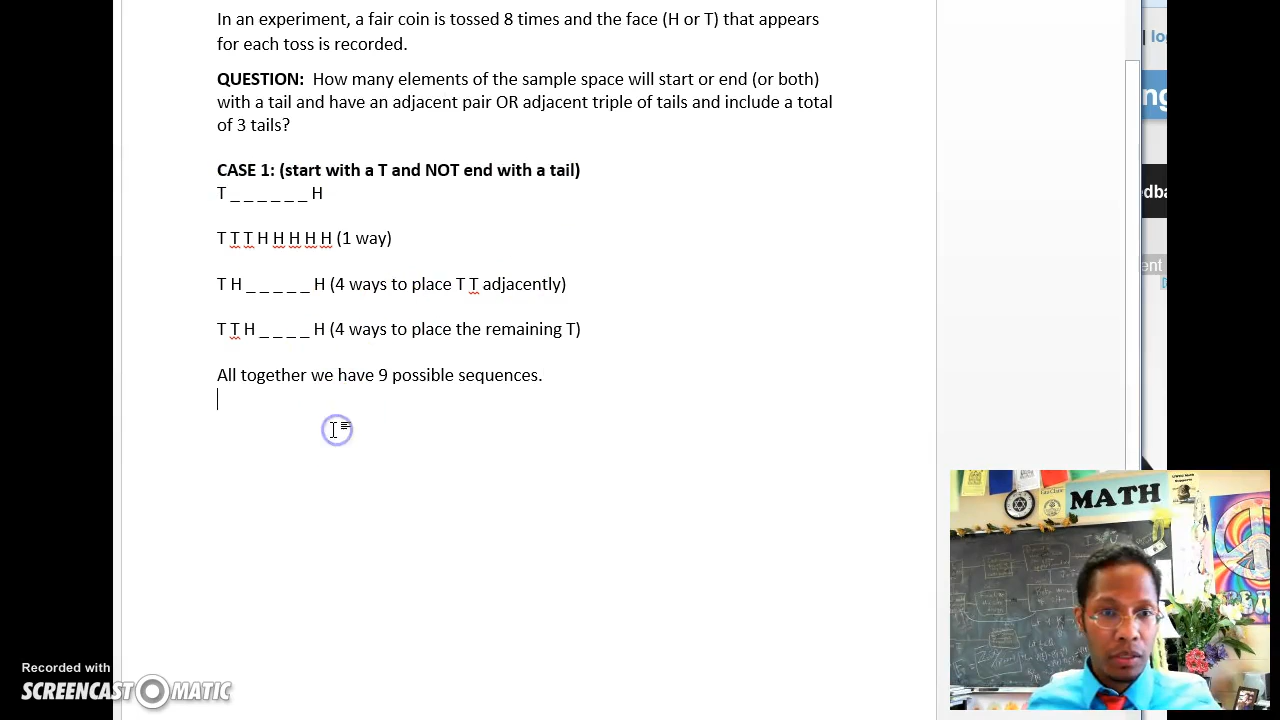 In an experiment, a fair coin is tossed 8 times and the face (H or T) that appears
for each toss is recorded.
QUESTION: How many elements of the sample space will start or end (or both)
with a tail and have an adjacent pair OR adjacent triple of tails and include a total
of 3 tails?
CASE 1: (start with a T and NOT end with a tail)
T _ _ _ _ _ _ H
T T T H H H H H (1 way)
T H _ _ _ _ _ H (4 ways to place T T adjacently)
T T H _ _ _ _ H (4 ways to place the remaining T)
All together we have 9 possible sequences.
| log
ng
edba
ent
MATH
Recorded with
SCREENCAST O MATIC